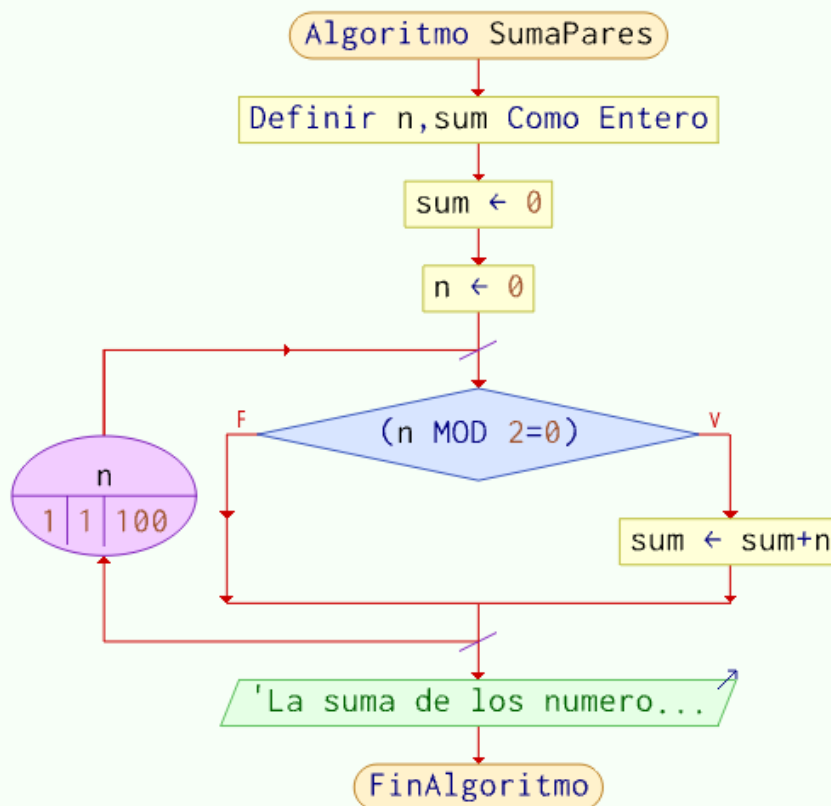 Algoritmo SumaPares
Definir n,sum Como Entero
sum ← 0
n ← 0
n
1 1 100
F
(n MOD 2=0)
V
sum ← sum+n
'La suma de los numero...
FinAlgoritmo